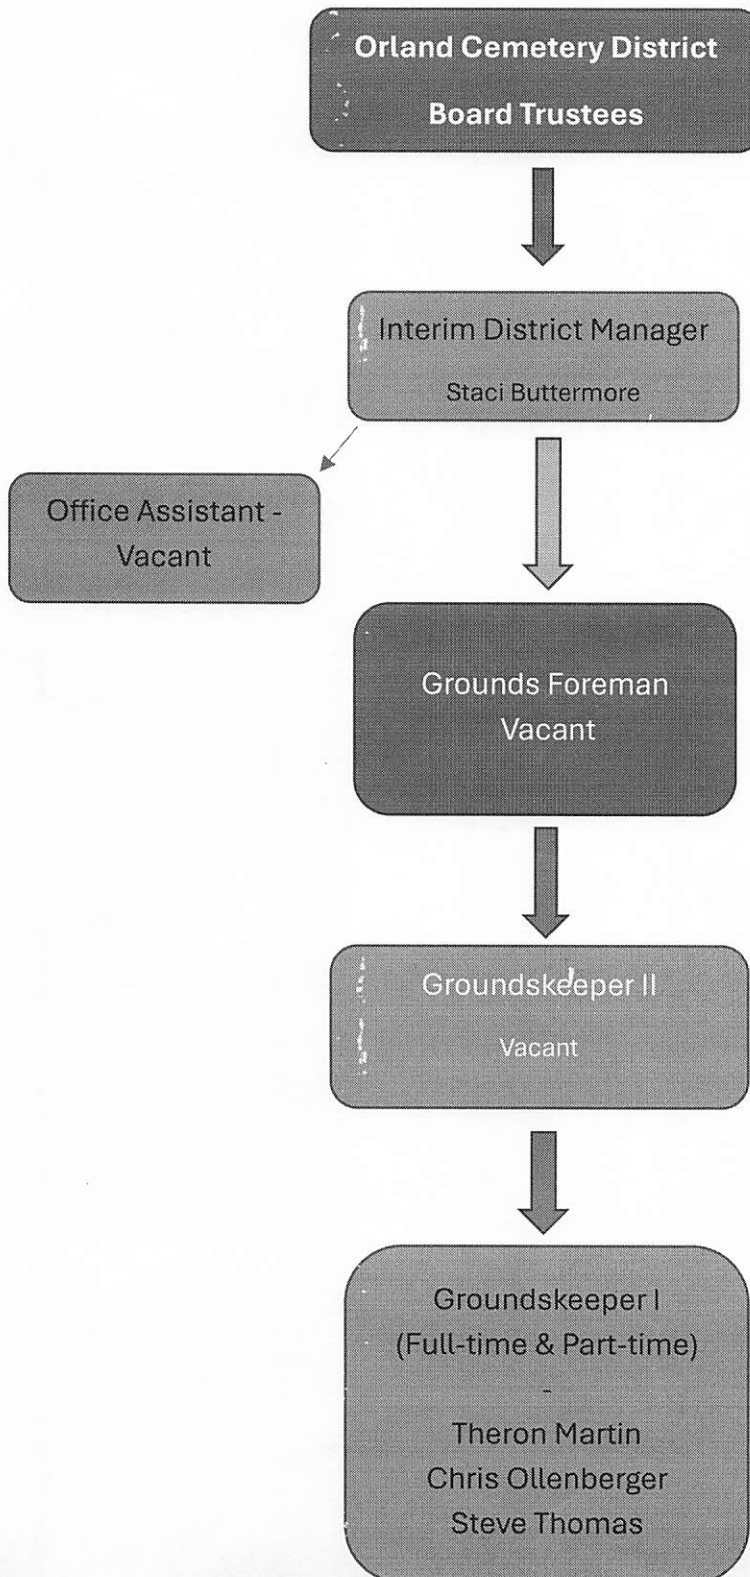 Orland Cemetery District
Board Trustees
Interim District Manager
Staci Buttermore
Office Assistant -
Vacant
Grounds Foreman
Vacant
Groundskeeper II
Vacant
Groundskeeper I
(Full-time & Part-time)
-
Theron Martin
Chris Ollenberger
Steve Thomas